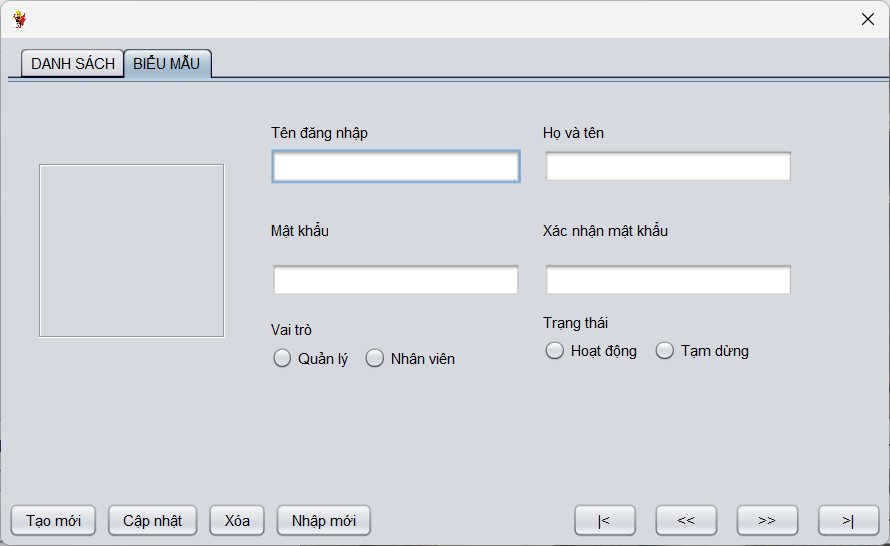 DANH SÁCH BIỂU MẪU
Tên đăng nhập Họ và tên
Mật khẩu Xác nhận mật khẩu
Vai trò Trạng thái
Quản lý Nhân viên Hoạt động Tạm dừng
Tạo mới Cập nhật Xóa Nhập mới |< << >> >|